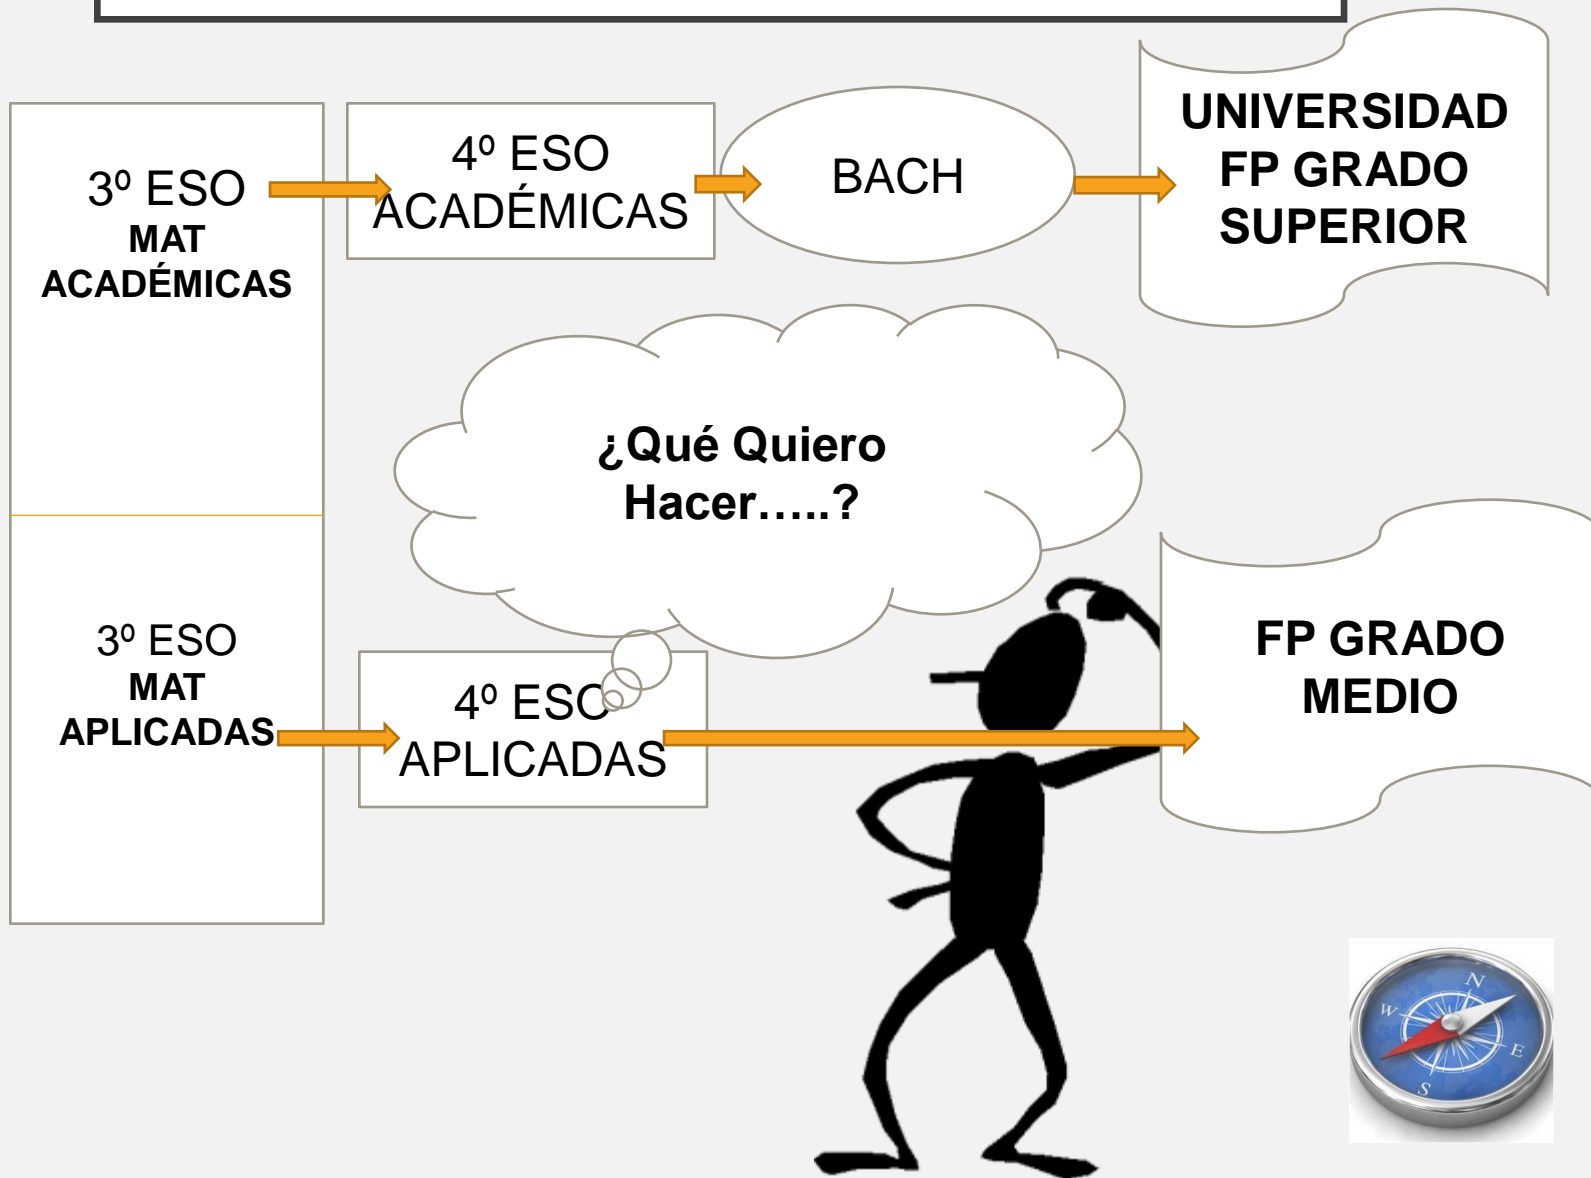 3º ESO
MAT
ACADÉMICAS
4º ESO
ACADÉMICAS
BACH
UNIVERSIDAD
FP GRADO
SUPERIOR
¿Qué Quiero
Hacer…..?
3º ESO
MAT
APLICADAS
4º ESO
APLICADAS
FP GRADO
MEDIO
N
W
E
S